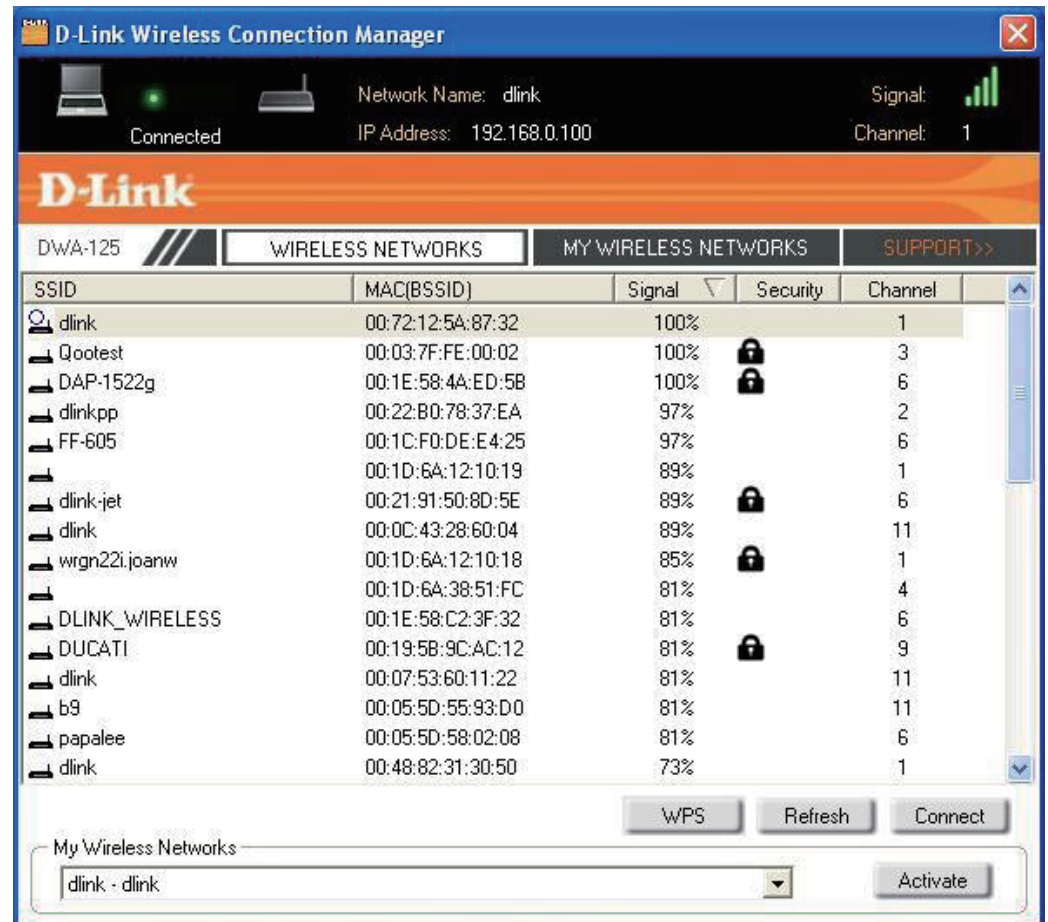 D-Link Wireless Connection Manager
Network Name: dlink Signal:
Connected IP Address: 192.168.0.100 Channel: 1
D-Link
DWA-125 WIRELESS NETWORKS MY WIRELESS NETWORKS SUPPORT>>
SSID MAC(BSSID) Signal Security Channel
dlink 00:72:12:5A:87:32 100% 1
Qootest 00:03:7F:FE:00:02 100% 3
DAP-1522g 00:1E:58:4A:ED:5B 100% 6
dlinkpp 00:22:B0:78:37:EA 97% 2
FF-605 00:1C:F0:DE:E4:25 97% 6
00:1D:6A:12:10:19 89% 1
dlink-jet 00:21:91:50:8D:5E 89% 6
dlink 00:0C:43:28:60:04 89% 11
wrgn22i.joanw 00:1D:6A:12:10:18 85% 1
00:1D:6A:38:51:FC 81% 4
DLINK_WIRELESS 00:1E:58:C2:3F:32 81% 6
DUCATI 00:19:5B:9C:AC:12 81% 9
dlink 00:07:53:60:11:22 81% 11
b9 00:05:5D:55:93:D0 81% 11
papalee 00:05:5D:58:02:08 81% 6
dlink 00:48:82:31:30:50 73% 1
WPS Refresh Connect
My Wireless Networks
dlink - dlink Activate